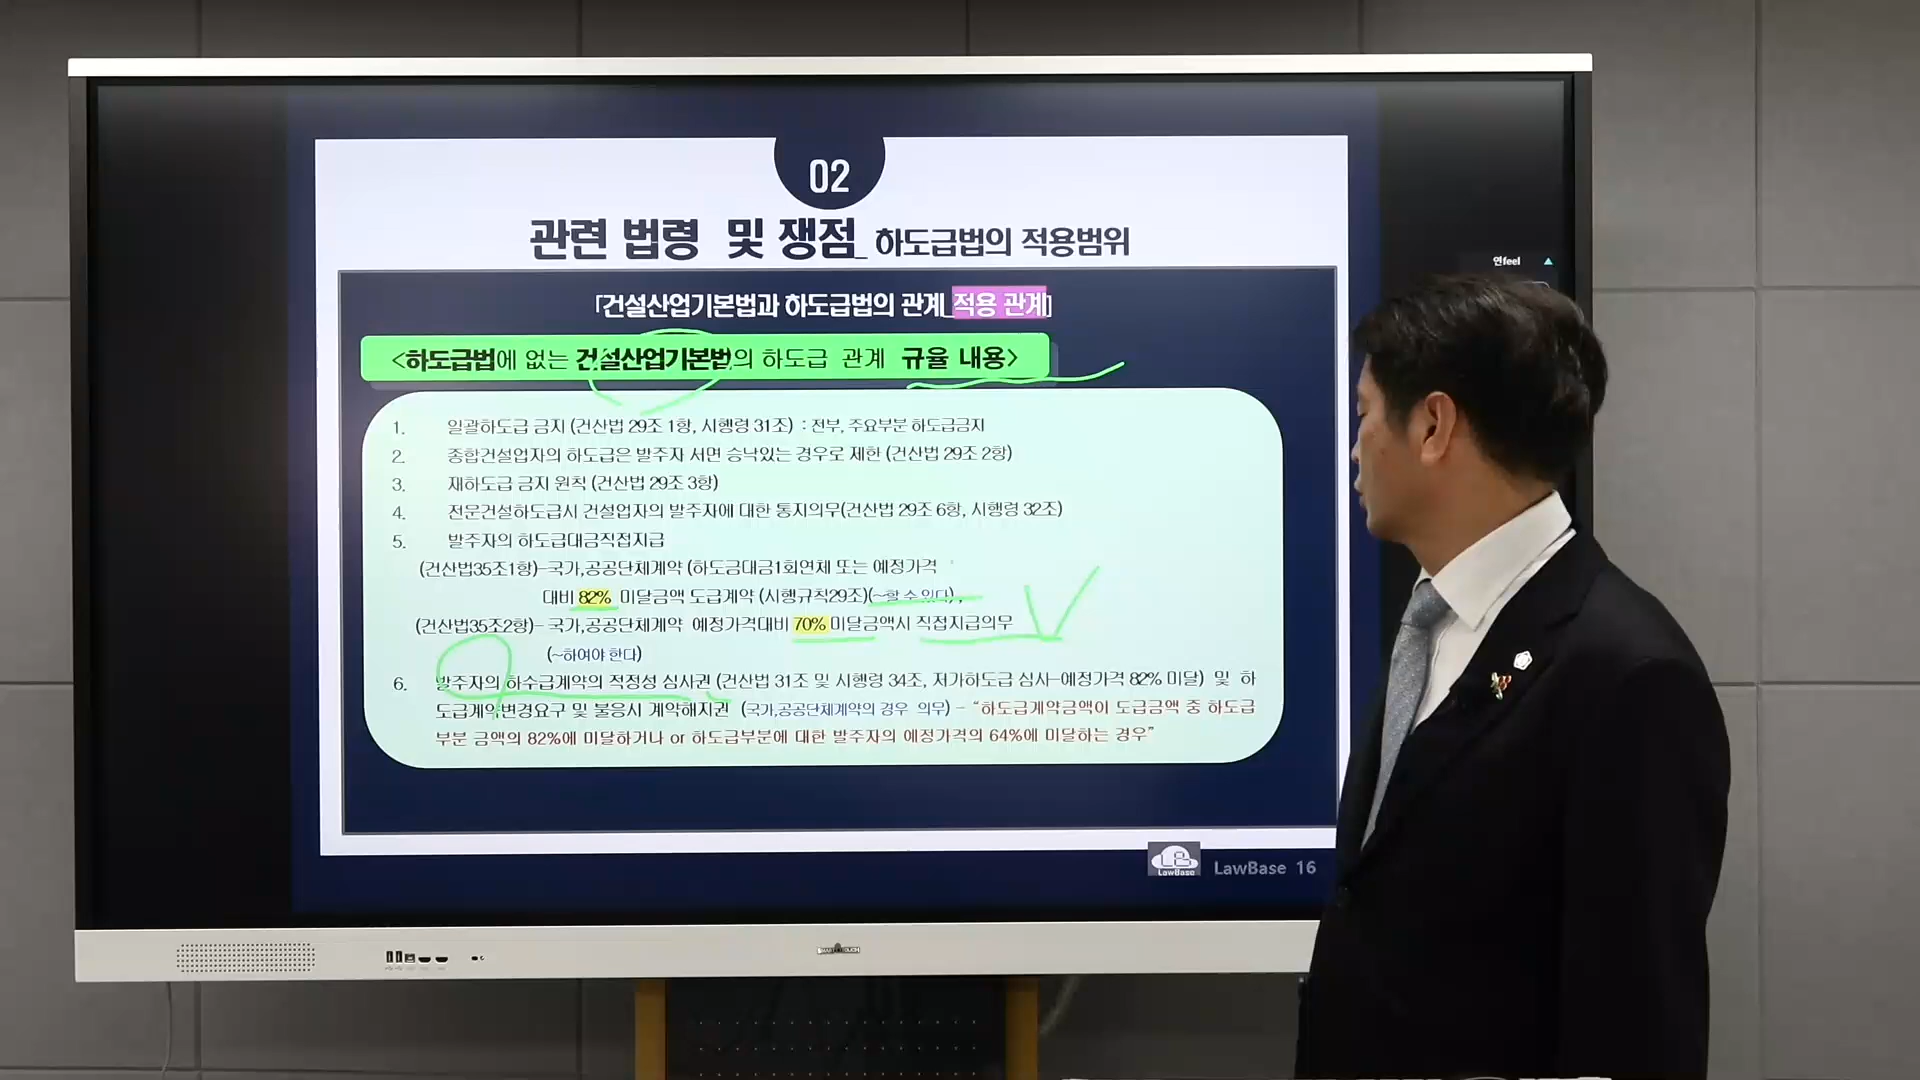 02
관련 법령 및 쟁점_ 하도급법의 적용범위
「건설산업기본법과 하도급법의 관계_적용 관계」
<하도급법에 없는 건설산업기본법의 하도급 관계 규율 내용>
1. 일괄하도급 금지 (건산법 29조 1항, 시행령 31조) : 전부, 주요부분 하도급금지
2. 종합건설업자의 하도급은 발주자 서면 승낙있는 경우로 제한 (건산법 29조 2항)
3. 재하도급 금지 원칙 (건산법 29조 3항)
4. 전문건설하도급시 건설업자의 발주자에 대한 통지의무(건산법 29조 6항, 시행령 32조)
5. 발주자의 하도급대금직접지급
(건산법35조1항)-국가,공공단체계약 (하도금대금1회연체 또는 예정가격
대비 82% 미달금액 도급계약 (시행규칙29조)(~할 수 있다) ,
(건산법35조2항)- 국가,공공단체계약 예정가격대비 70% 미달금액시 직접지급의무
(~하여야 한다)
6. 발주자의 하수급계약의 적정성 심사권 (건산법 31조 및 시행령 34조, 저가하도급 심사-예정가격 82% 미달) 및 하
도급계약변경요구 및 불응시 계약해지권 (국가,공공단체계약의 경우 의무) - “하도급계약금액이 도급금액 중 하도급
부분 금액의 82%에 미달하거나 or 하도급부분에 대한 발주자의 예정가격의 64%에 미달하는 경우”
연feel
LB
LawBase
LawBase 16